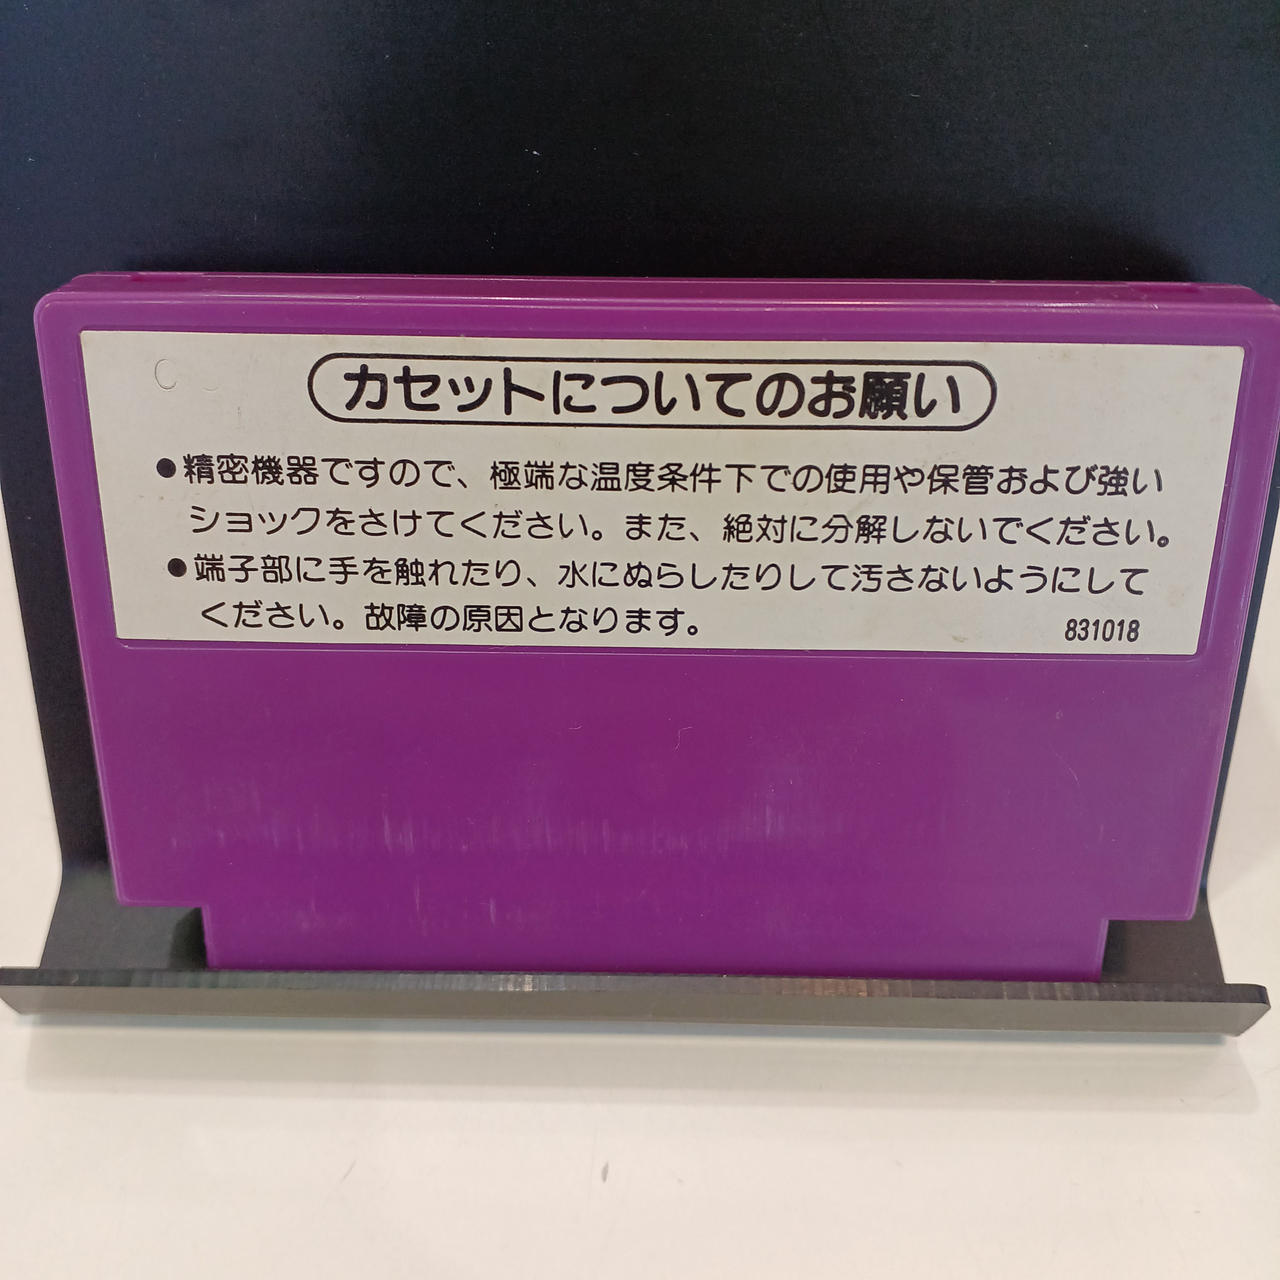 カセットについてのお願い
●精密機器ですので、極端な温度条件下での使用や保管および強い
ショックをさけてください。また、絶対に分解しないでください。
●端子部に手を触れたり、水にぬらしたりして汚さないようにして
ください。故障の原因となります。
831018